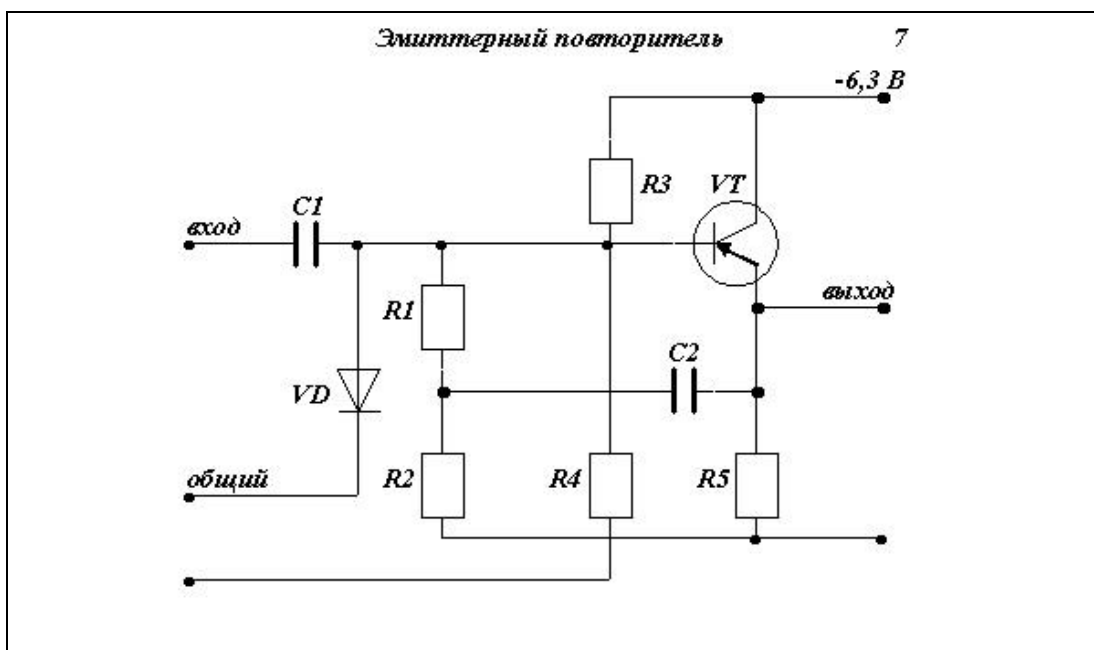 Эмиттерный повторитель 7
-6,3 В
R3
VT
C1
вход
выход
R1
C2
VD
общий
R2
R4
R5